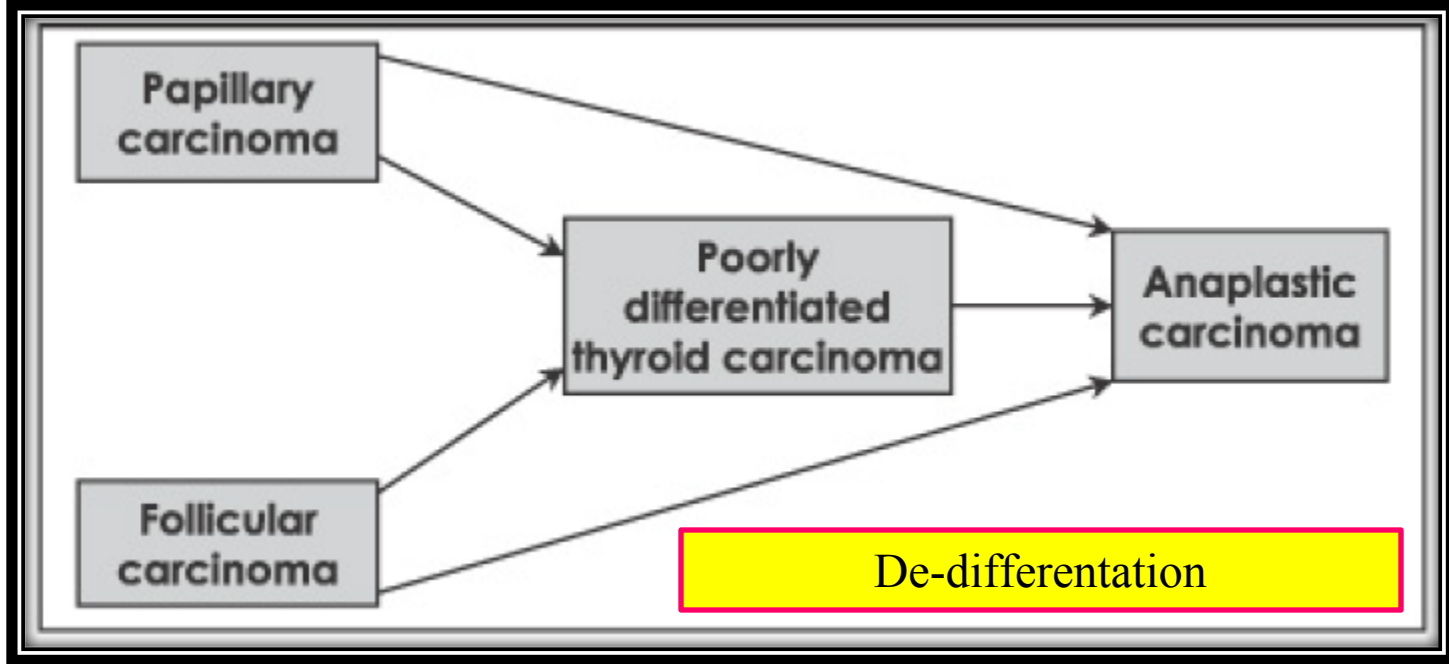 Papillary
carcinoma
Poorly
differentiated
thyroid carcinoma
Anaplastic
carcinoma
Follicular
carcinoma
De-differentation